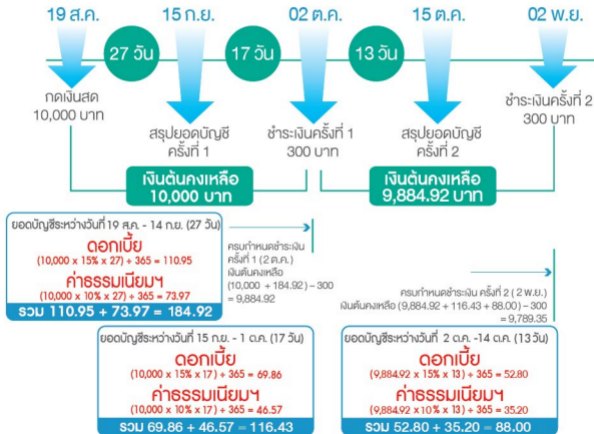 19 ส.ค.
15 ก.ย.
02 ต.ค.
15 ต.ค.
02 พ.ย.
27 วัน
17 วัน
13 วัน
กดเงินสด
10,000 บาท
สรุปยอดบัญชี
ครั้งที่ 1
ชำระเงินครั้งที่ 1
300 บาท
สรุปยอดบัญชี
ครั้งที่ 2
ชำระเงินครั้งที่ 2
300 บาท
เงินต้นคงเหลือ
10,000 บาท
เงินต้นคงเหลือ
9,884.92 บาท
ยอดบัญชีระหว่างวันที่ 19 ส.ค. - 14 ก.ย. (27 วัน)
ดอกเบี้ย
(10,000 x 15% x 27) ÷ 365 = 110.95
ค่าธรรมเนียมฯ
(10,000 x 10% x 27) ÷ 365 = 73.97
รวม 110.95 + 73.97 = 184.92
ครบกำหนดชำระเงิน
ครั้งที่ 1 (2 ต.ค.)
เงินต้นคงเหลือ
(10,000 + 184.92) – 300
= 9,884.92
ครบกำหนดชำระเงิน ครั้งที่ 2 ( 2 พ.ย.)
เงินต้นคงเหลือ (9,884.92 + 116.43 + 88.00) – 300
= 9,789.35
ยอดบัญชีระหว่างวันที่ 15 ก.ย. - 1 ต.ค. (17 วัน)
ดอกเบี้ย
(10,000 x 15% x 17) ÷ 365 = 69.86
ค่าธรรมเนียมฯ
(10,000 x 10% x 17) ÷ 365 = 46.57
รวม 69.86 + 46.57 = 116.43
ยอดบัญชีระหว่างวันที่ 2 ต.ค. -14 ต.ค. (13 วัน)
ดอกเบี้ย
(9,884.92 x 15% x 13) ÷ 365 = 52.80
ค่าธรรมเนียมฯ
(9,884.92 x 10% x 13) ÷ 365 = 35.20
รวม 52.80 + 35.20 = 88.00